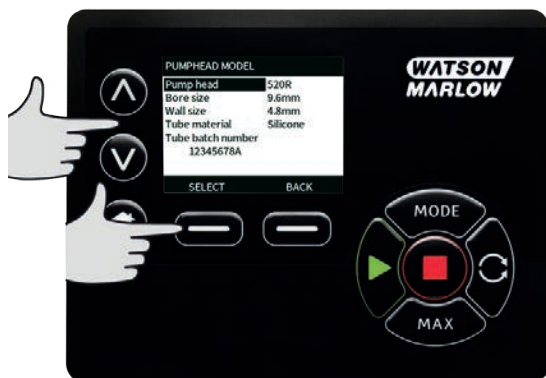 PUMPHEAD MODEL
Pump head 520R
Bore size 9.6mm
Wall size 4.8mm
Tube material Silicone
Tube batch number
12345678A
SELECT BACK
WATSON
MARLOW
MODE
MAX